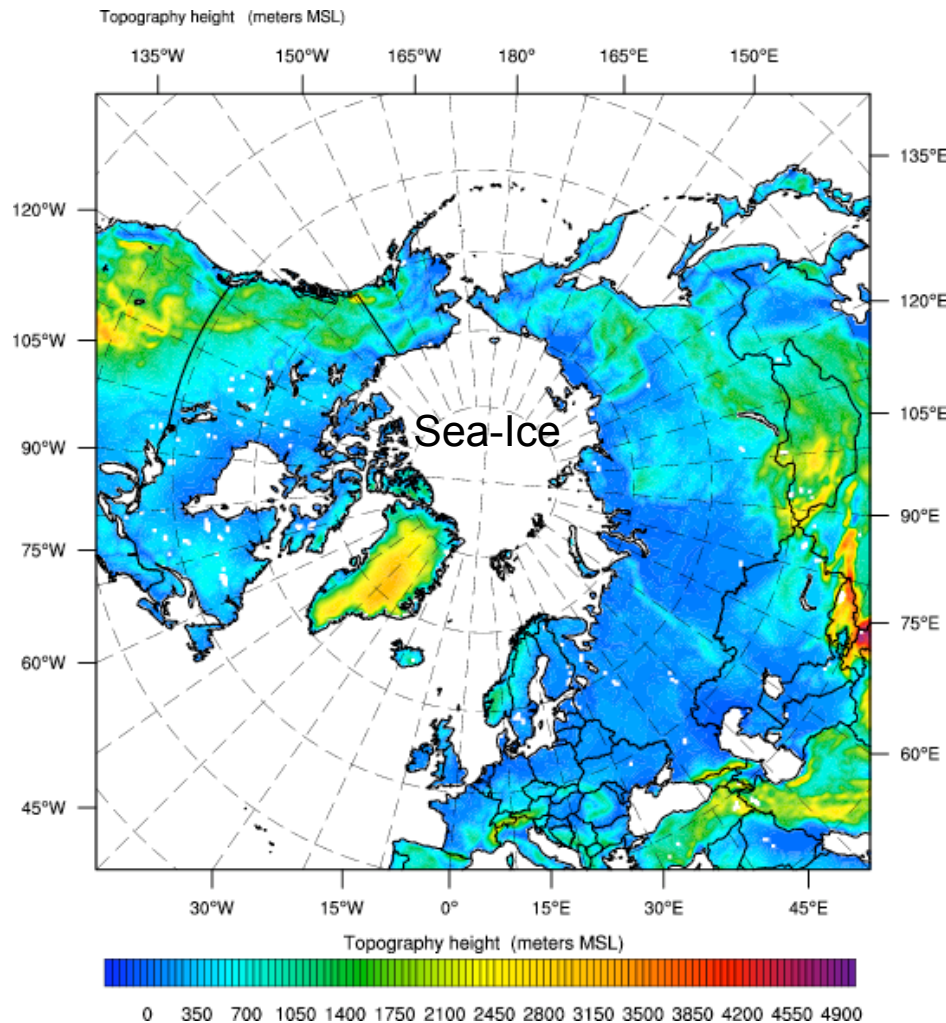 Topography height (meters MSL)
135°W 150°W 165°W 180° 165°E 150°E
135°E
120°W
120°E
105°W
105°E
Sea-Ice
90°W
90°E
75°W
75°E
60°W
60°E
45°W
30°W 15°W 0° 15°E 30°E 45°E
Topography height (meters MSL)
0 350 700 1050 1400 1750 2100 2450 2800 3150 3500 3850 4200 4550 4900